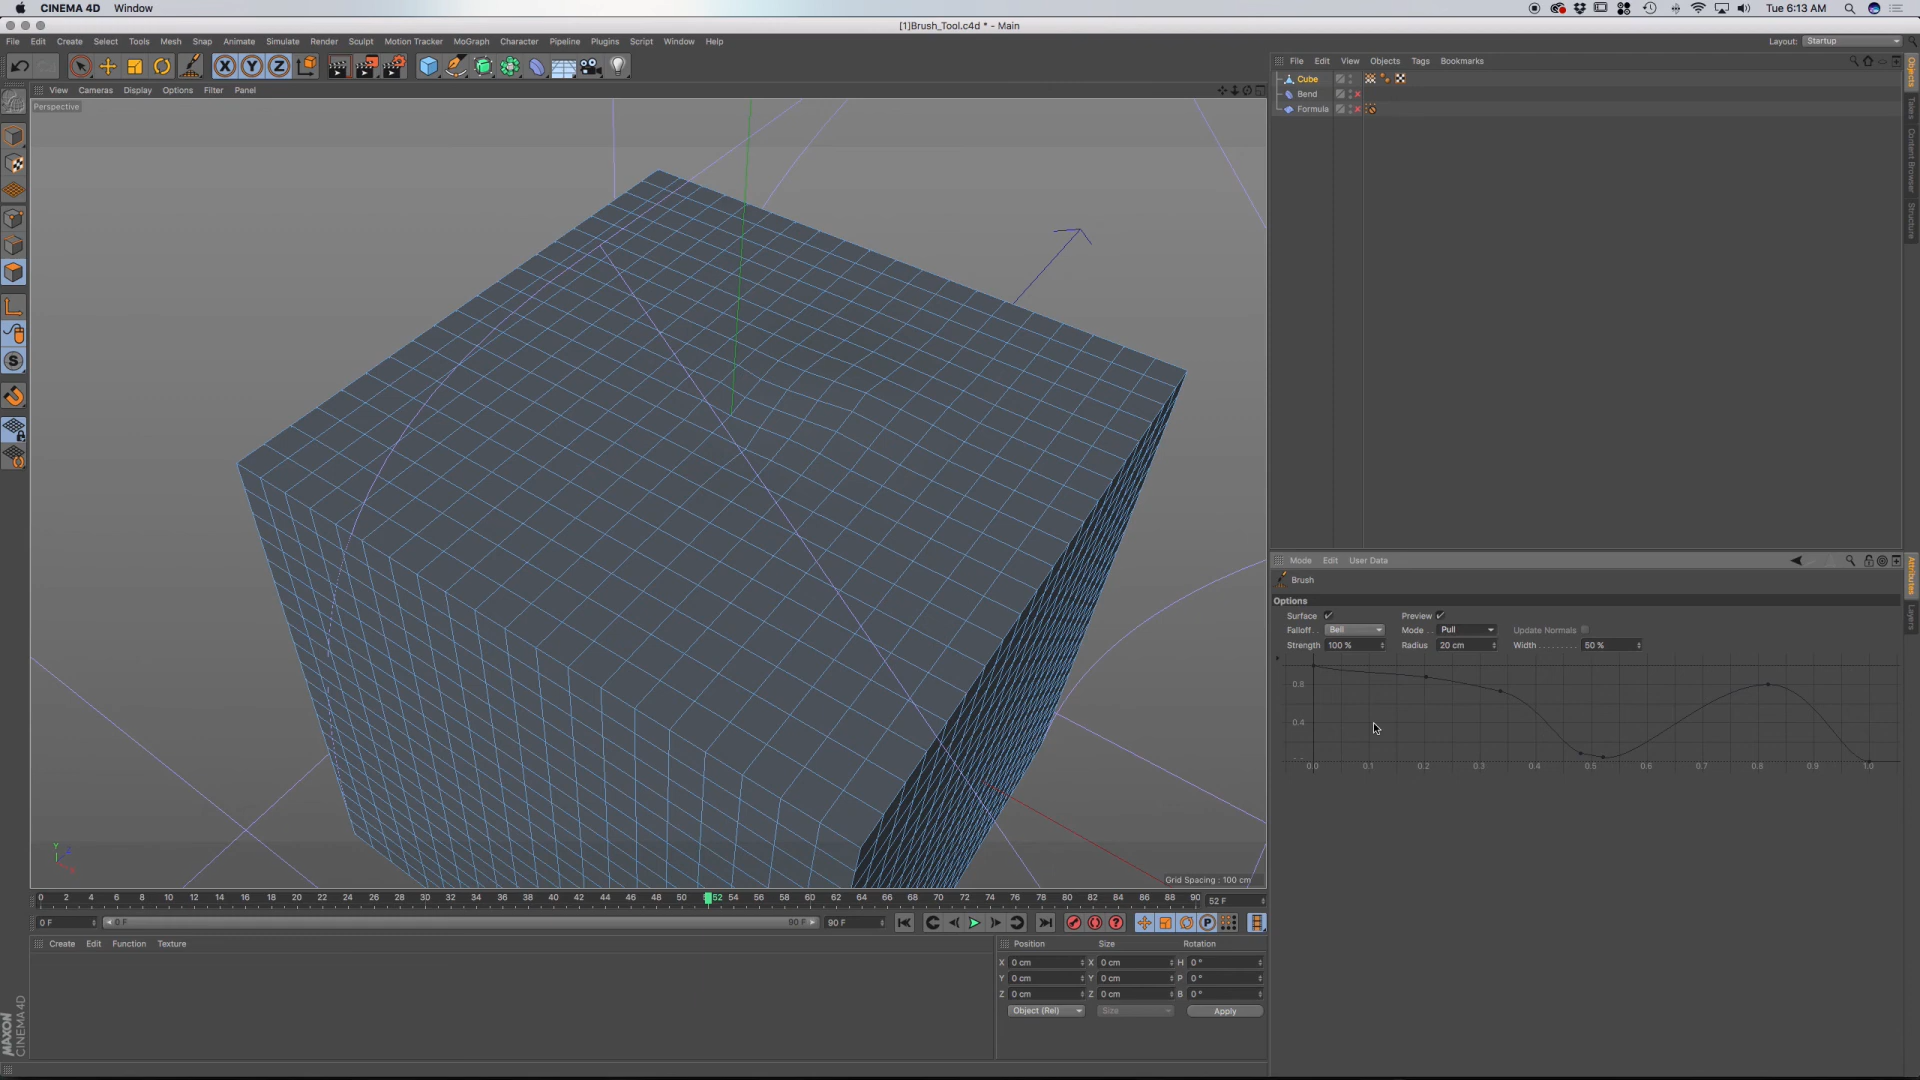 CINEMA 4D Window Tue 6:13 AM
[1]Brush_Tool.c4d * - Main
File Edit Create Select Tools Mesh Snap Animate Simulate Render Sculpt Motion Tracker MoGraph Character Pipeline Plugins Script Window Help Layout: Startup
X Y Z
File Edit View Objects Tags Bookmarks
Cube
Bend
Formula
View Cameras Display Options Filter Panel
Perspective
Grid Spacing : 100 cm
Objects
Takes
Content Browser
Structure
Mode Edit User Data
Brush
Options
Surface Preview
Falloff . . Bell Mode . . Pull Update Normals
Strength 100 % Radius 20 cm Width . . . . . . . . . 50 %
0.8
0.4
0.0 0.1 0.2 0.3 0.4 0.5 0.6 0.7 0.8 0.9 1.0
Attributes
Layers
S
Y
0 2 4 6 8 10 12 14 16 18 20 22 24 26 28 30 32 34 36 38 40 42 44 46 48 50 52 54 56 58 60 62 64 66 68 70 72 74 76 78 80 82 84 86 88 90 52 F
0 F 0 F 90 F 90 F
Create Edit Function Texture
Position Size Rotation
X 0 cm X 0 cm H 0 °
Y 0 cm Y 0 cm P 0 °
Z 0 cm Z 0 cm B 0 °
Object (Rel) Size Apply
MAXON
CINEMA 4D